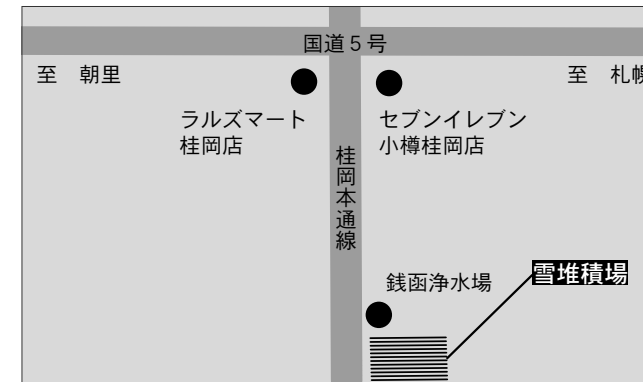 国道5号
至　朝里
至　札幌
ラルズマート
桂岡店
セブンイレブン
小樽桂岡店
桂岡本通線
銭函浄水場
雪堆積場